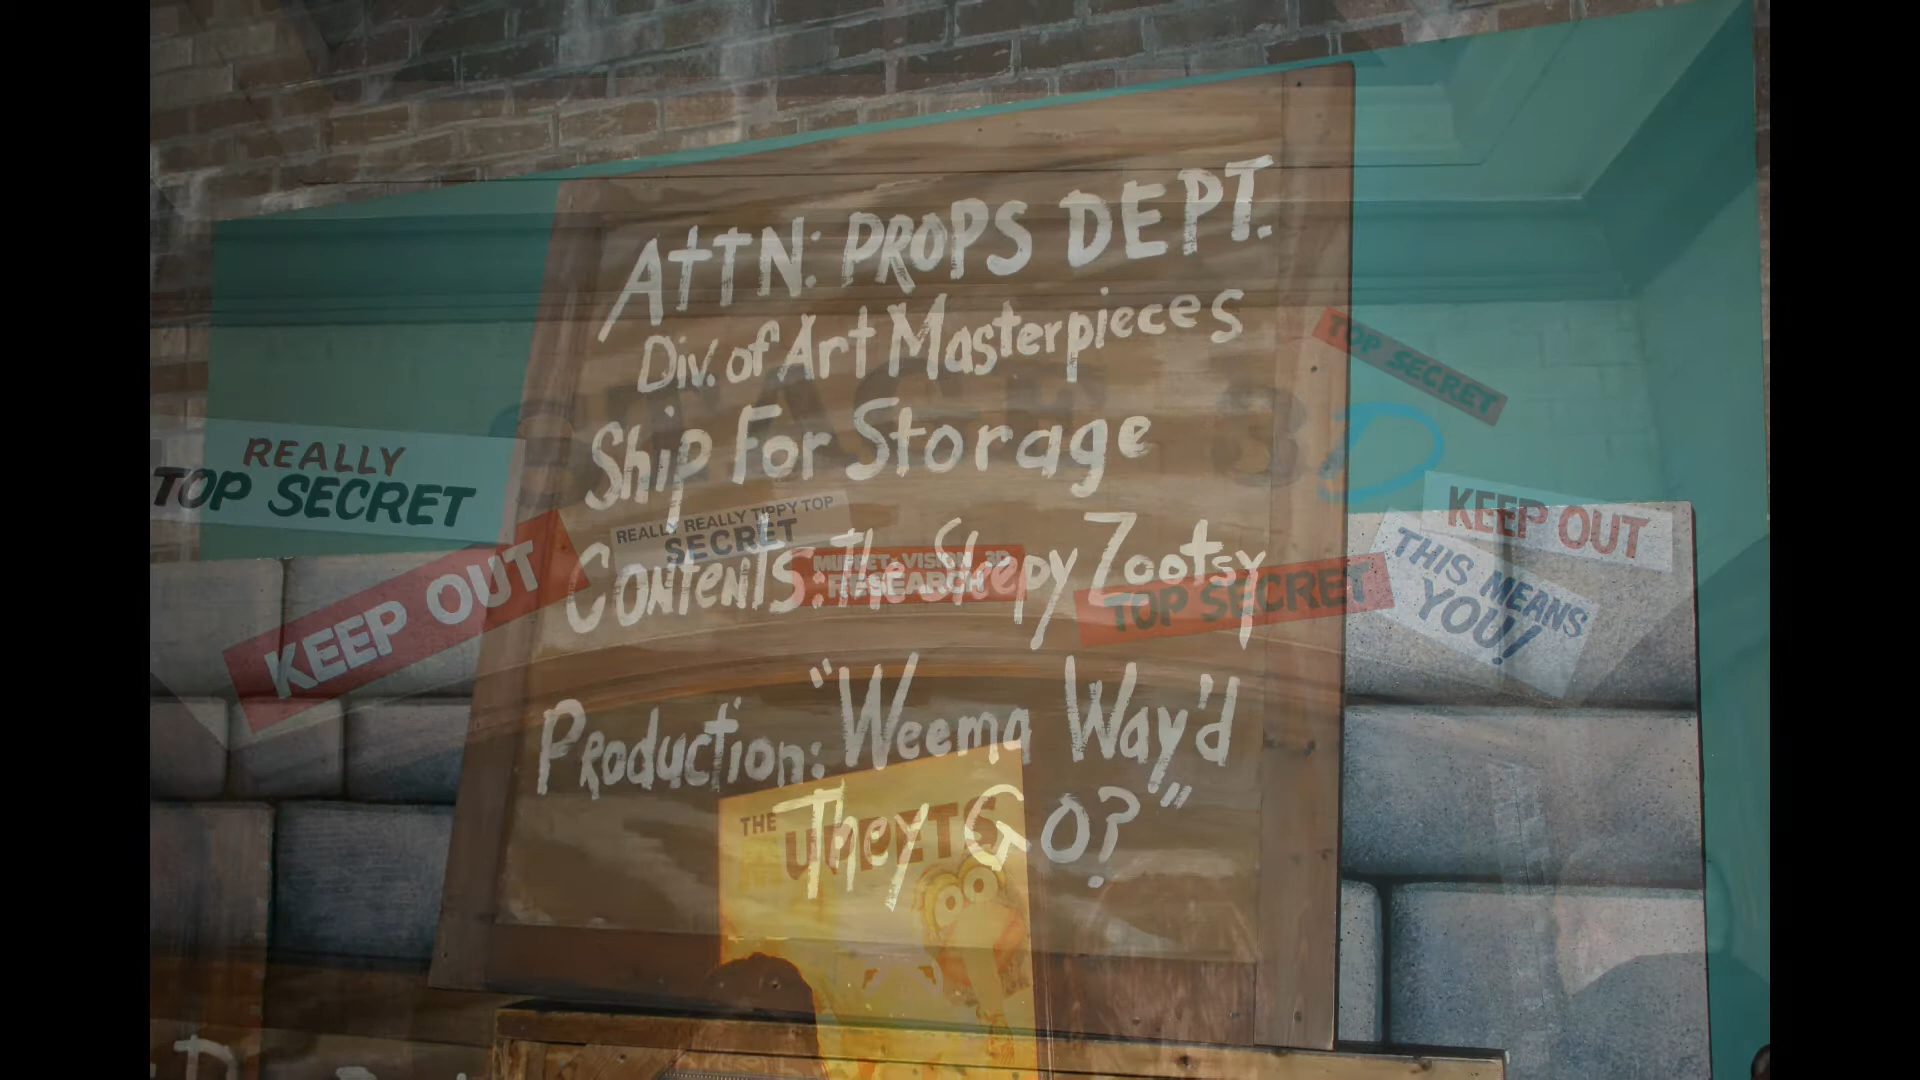 ATTN: PROPS DEPT.
Div. of Art Masterpieces
Ship For Storage
Contents: The Sleepy Zootsy
Production: "Weema Way'd
They Go?"
STAGE 3D
TOP SECRET
REALLY
TOP SECRET
KEEP OUT
REALLY REALLY TIPPY TOP
SECRET
MUPPET*VISION 3D
RESEARCH
TOP SECRET
KEEP OUT
THIS MEANS
YOU!
THE